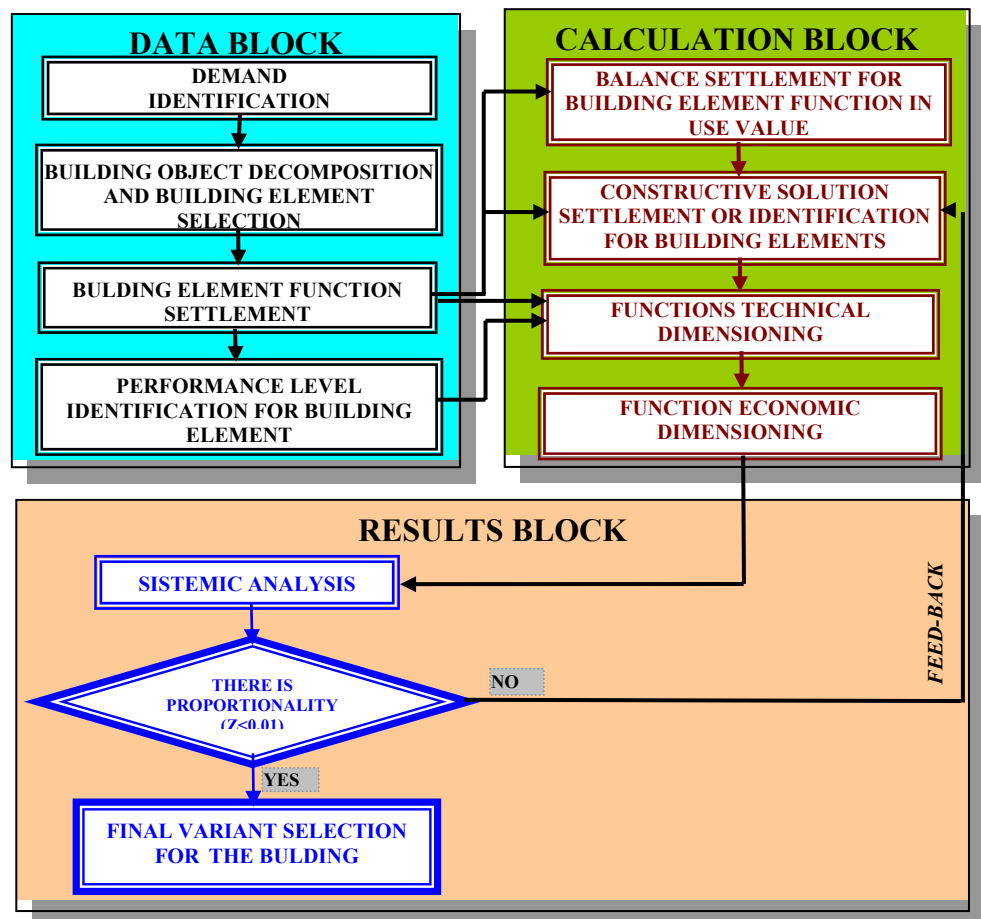 DATA BLOCK
DEMAND
IDENTIFICATION
BUILDING OBJECT DECOMPOSITION
AND BUILDING ELEMENT
SELECTION
BULDING ELEMENT FUNCTION
SETTLEMENT
PERFORMANCE LEVEL
IDENTIFICATION FOR BUILDING
ELEMENT
CALCULATION BLOCK
BALANCE SETTLEMENT FOR
BUILDING ELEMENT FUNCTION IN
USE VALUE
CONSTRUCTIVE SOLUTION
SETTLEMENT OR IDENTIFICATION
FOR BUILDING ELEMENTS
FUNCTIONS TECHNICAL
DIMENSIONING
FUNCTION ECONOMIC
DIMENSIONING
RESULTS BLOCK
SISTEMIC ANALYSIS
THERE IS
PROPORTIONALITY
(Z<0.01)
NO
FEED-BACK
YES
FINAL VARIANT SELECTION
FOR THE BULDING